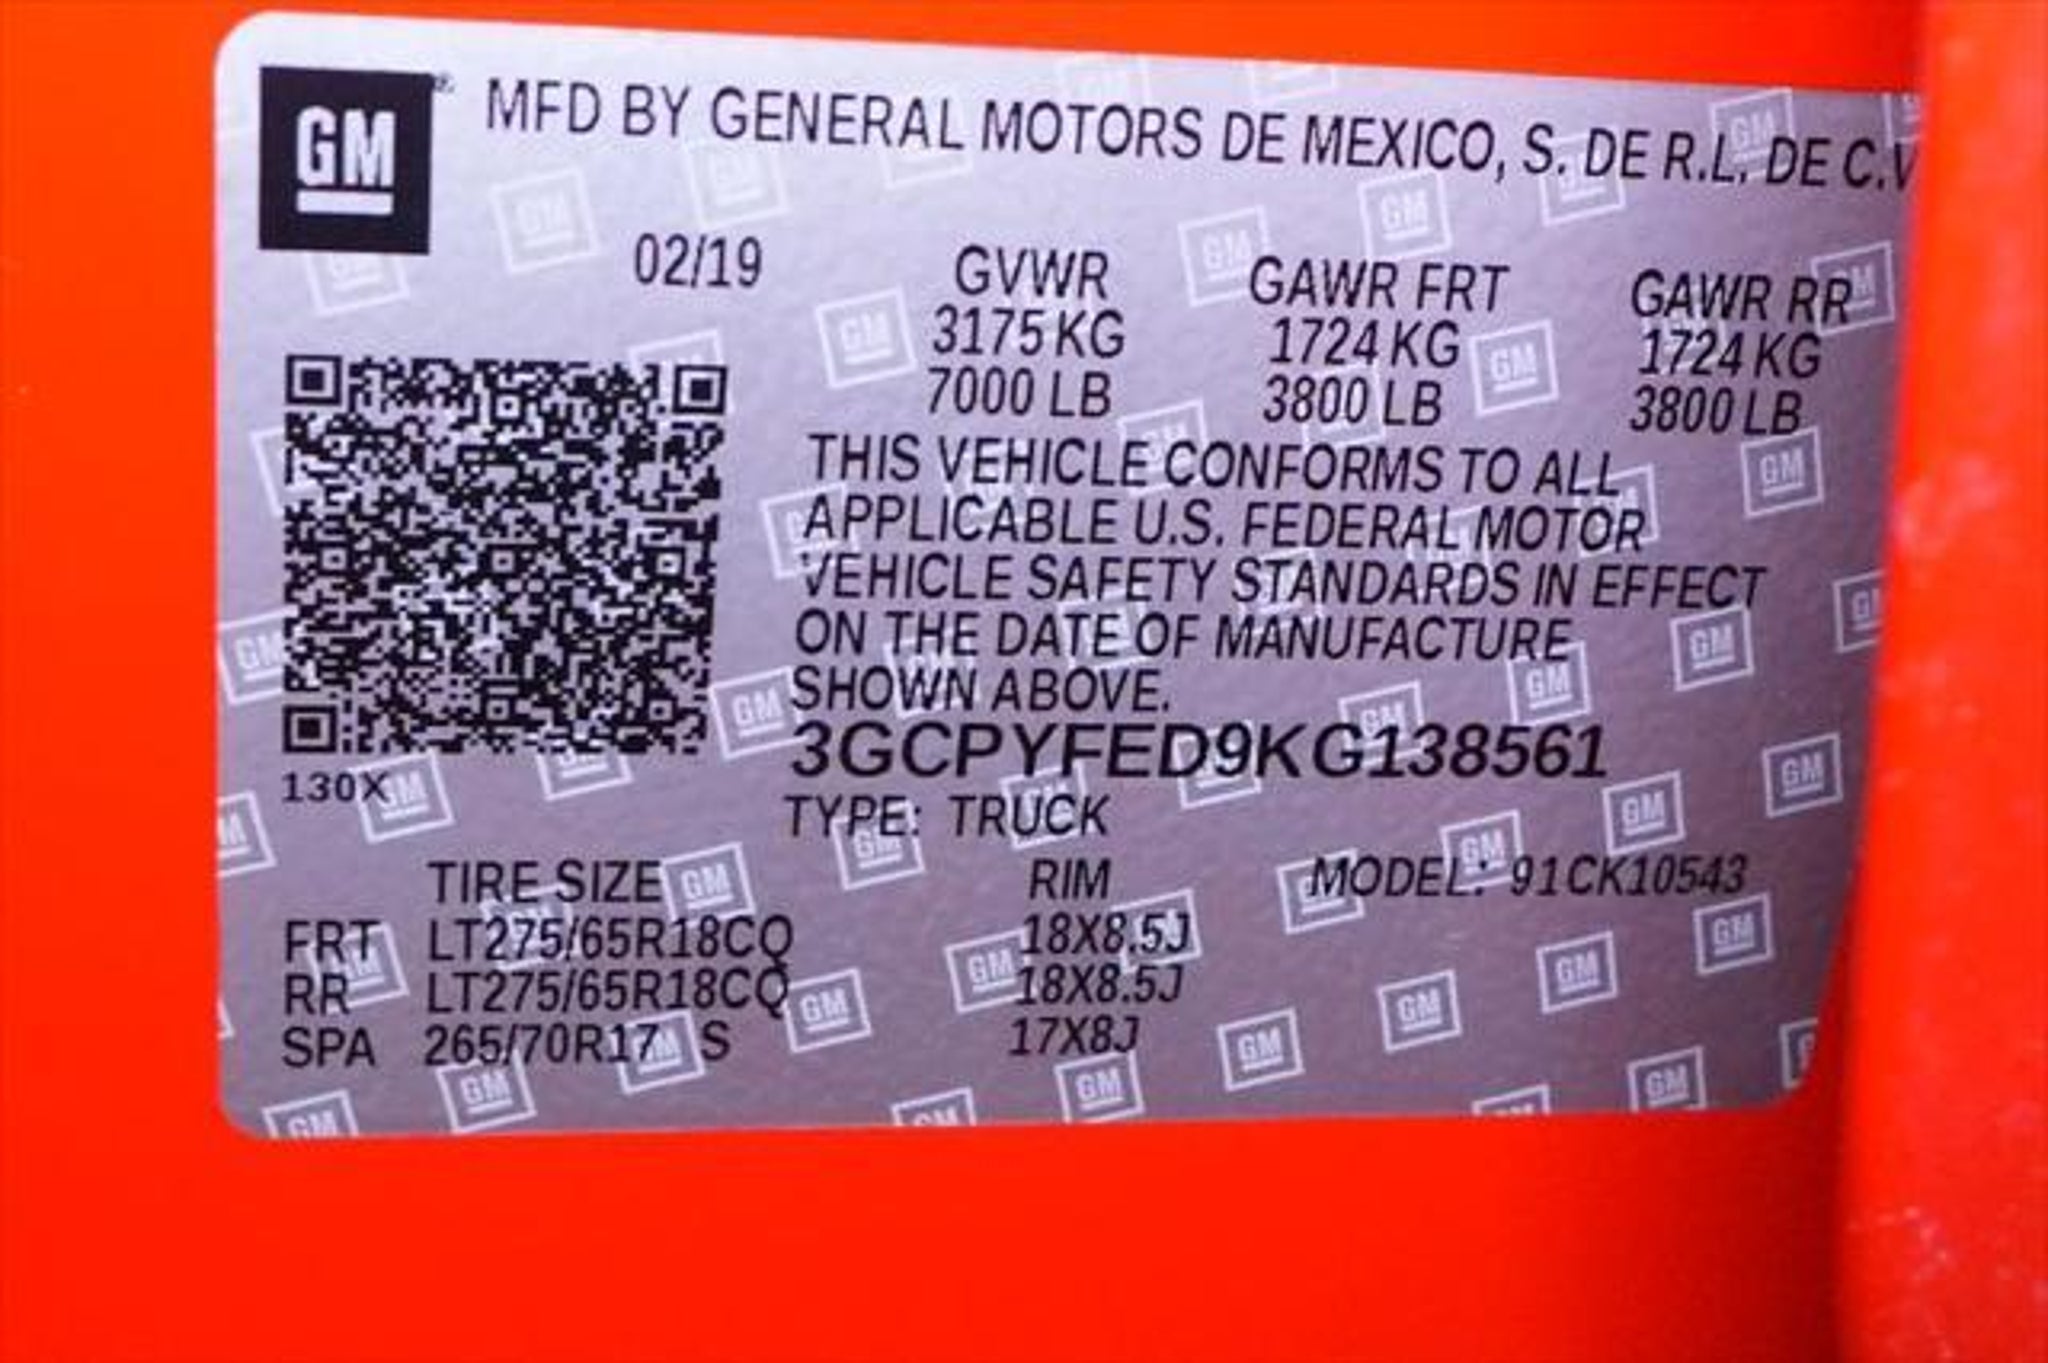 GM MFD BY GENERAL MOTORS DE MEXICO, S. DE R.L. DE C.V
02/19 GVWR GAWR FRT GAWR RR
3175 KG 1724 KG 1724 KG
7000 LB 3800 LB 3800 LB
THIS VEHICLE CONFORMS TO ALL
APPLICABLE U.S. FEDERAL MOTOR
VEHICLE SAFETY STANDARDS IN EFFECT
ON THE DATE OF MANUFACTURE
SHOWN ABOVE.
3GCPYFED9KG138561
130X
TYPE: TRUCK
TIRE SIZE RIM MODEL: 91CK10543
FRT LT275/65R18CQ 18X8.5J
RR LT275/65R18CQ 18X8.5J
SPA 265/70R17 S 17X8J